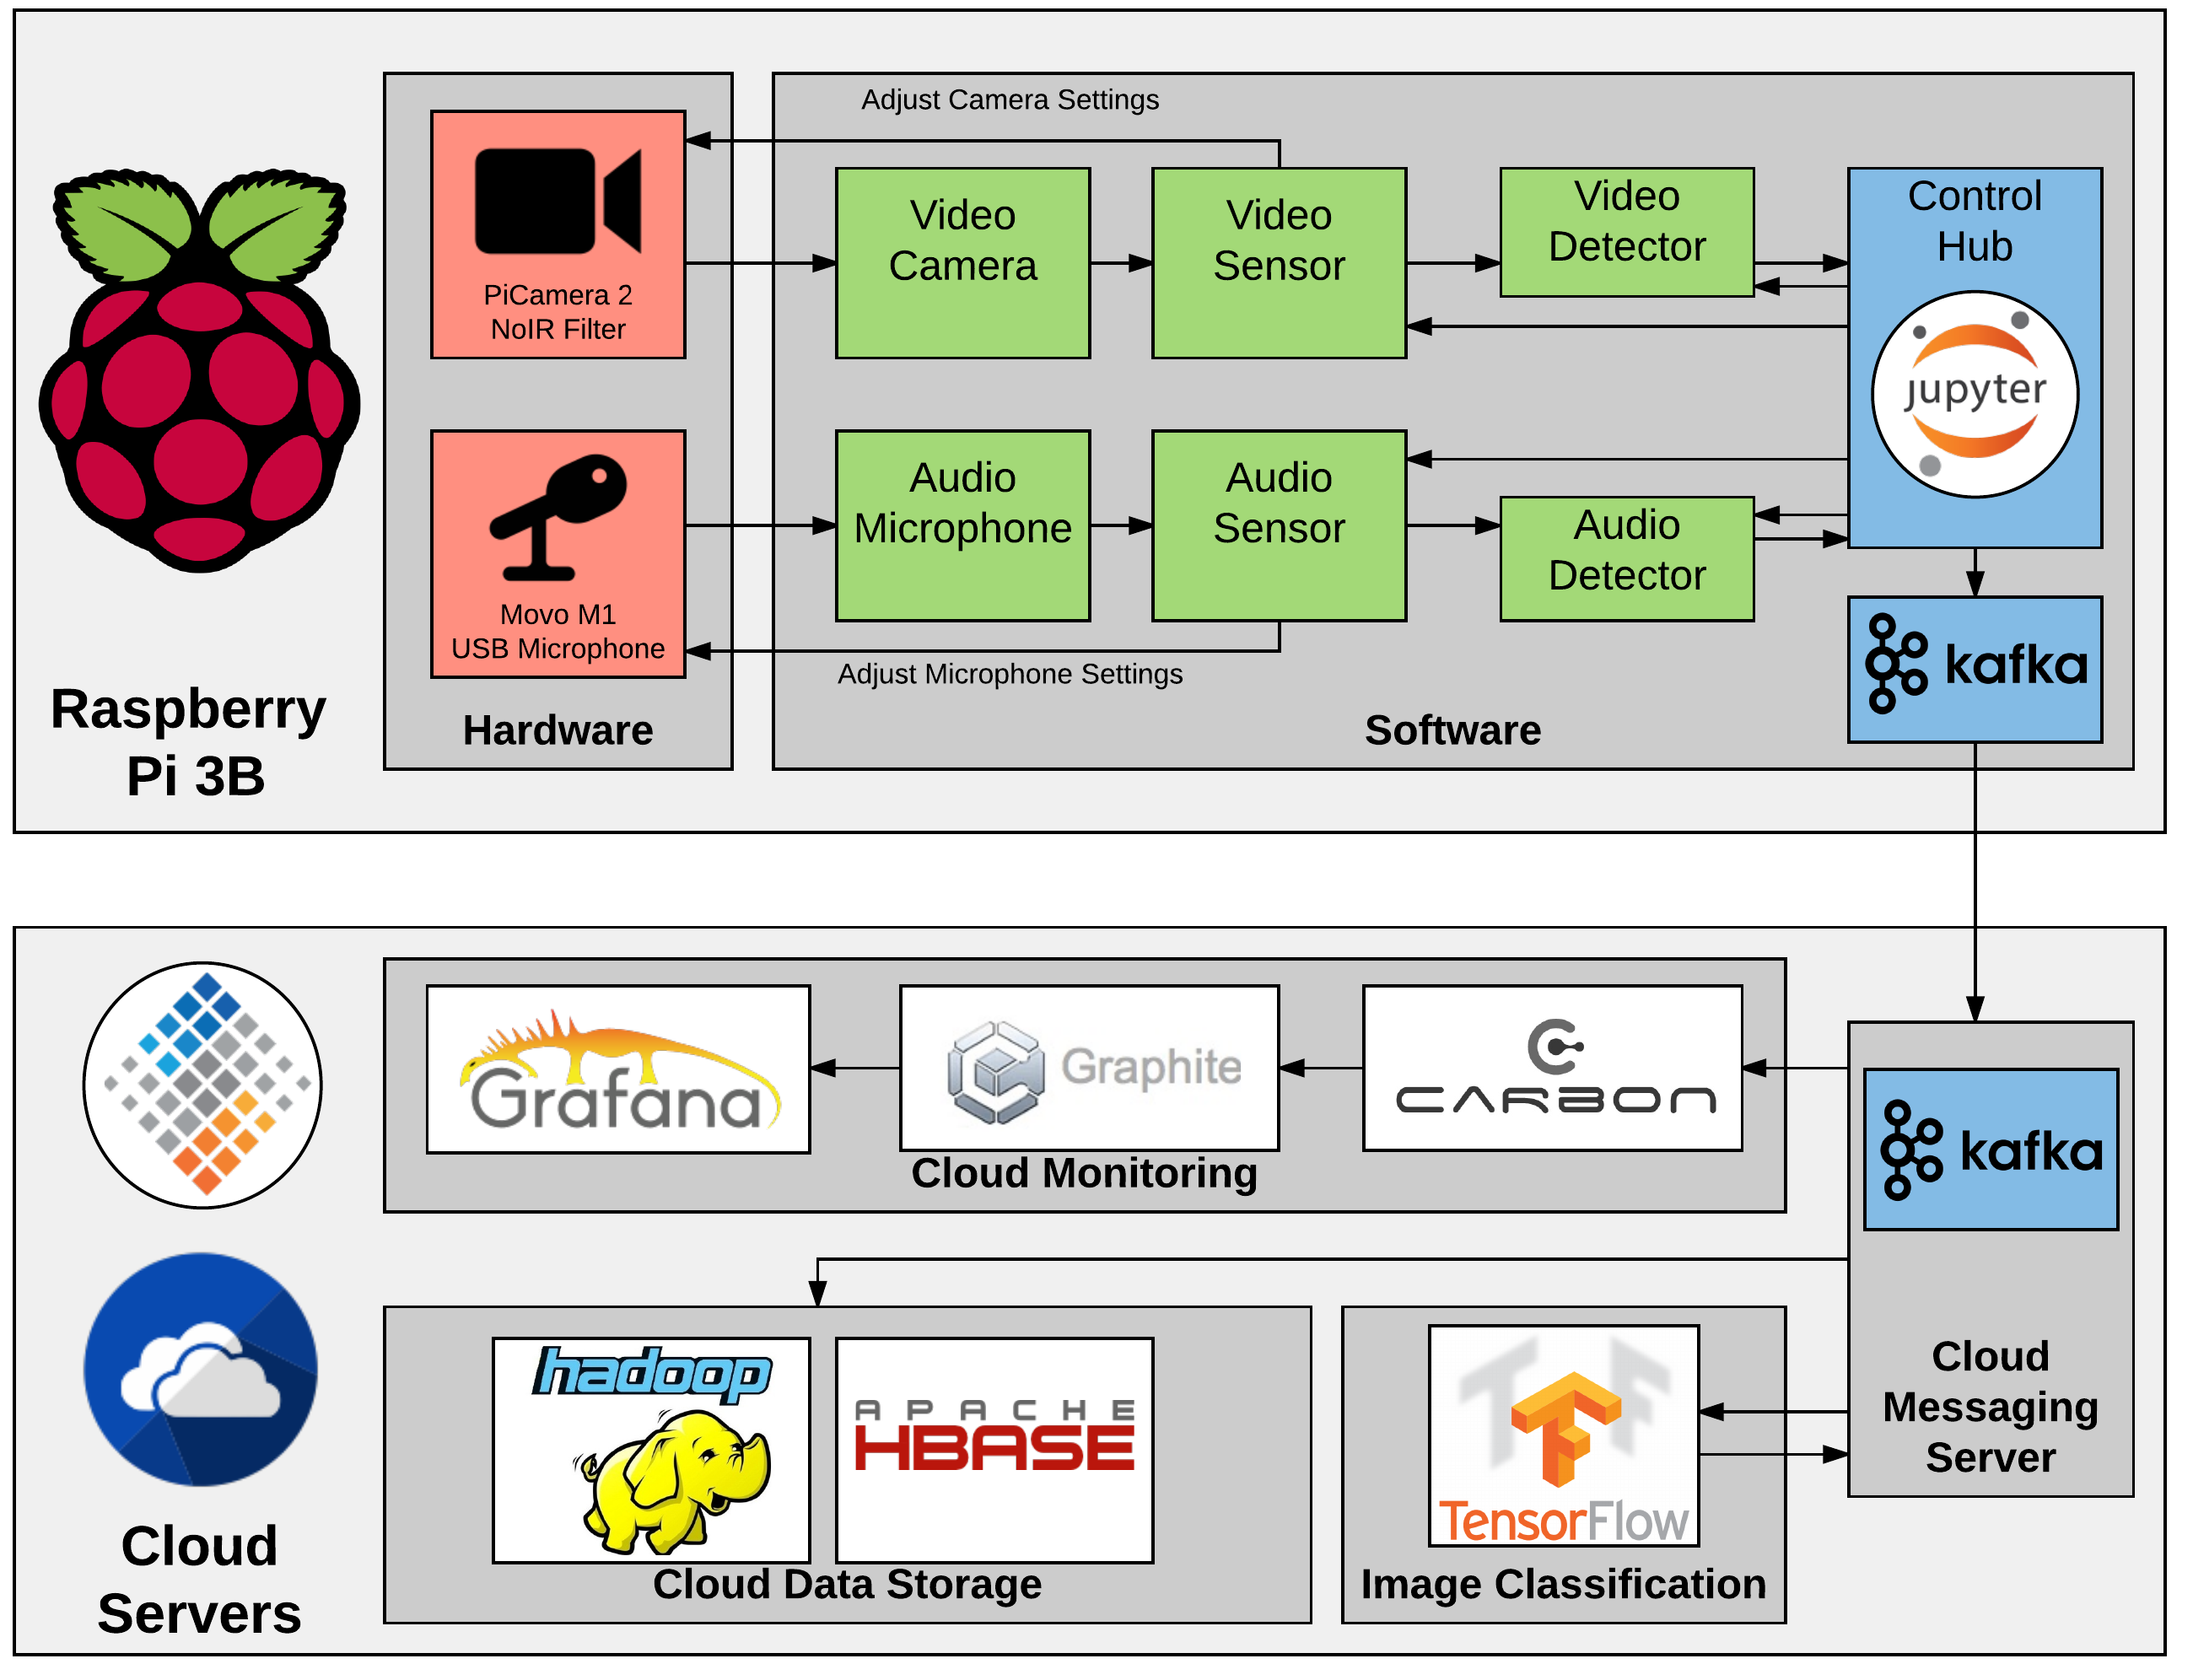 Adjust Camera Settings
PiCamera 2
NoIR Filter
Video
Camera
Video
Sensor
Video
Detector
Control
Hub
jupyter
Movo M1
USB Microphone
Audio
Microphone
Audio
Sensor
Audio
Detector
kafka
Adjust Microphone Settings
Hardware
Software
Raspberry
Pi 3B
Grafana
Graphite
CARBON
Cloud Monitoring
kafka
Cloud
Messaging
Server
hadoop
APACHE
HBASE
Cloud Data Storage
TensorFlow
Image Classification
Cloud
Servers